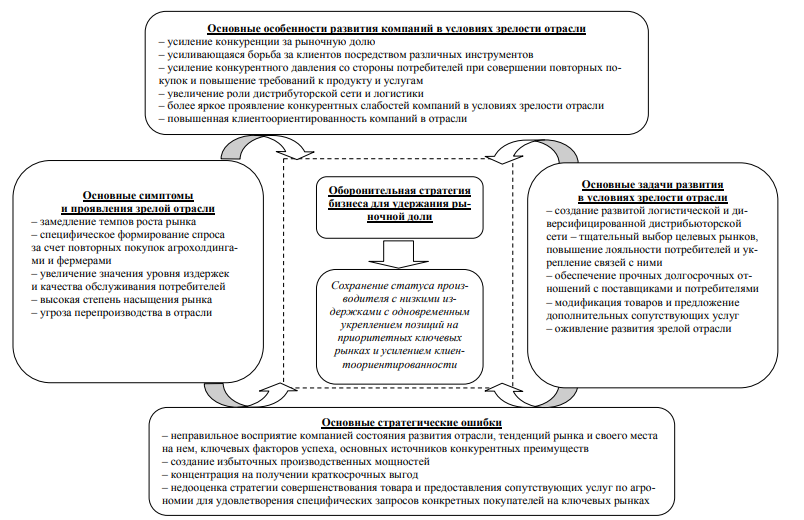 Основные особенности развития компаний в условиях зрелости отрасли
– усиление конкуренции за рыночную долю
– усиливающаяся борьба за клиентов посредством различных инструментов
– усиление конкурентного давления со стороны потребителей при совершении повторных по-
купок и повышение требований к продукту и услугам
– увеличение роли дистрибуторской сети и логистики
– более яркое проявление конкурентных слабостей компаний в условиях зрелости отрасли
– повышенная клиентоориентированность компаний в отрасли
Основные симптомы
и проявления зрелой отрасли
– замедление темпов роста рынка
– специфическое формирование спроса
за счет повторных покупок агрохолдинга-
ми и фермерами
– увеличение значения уровня издержек
и качества обслуживания потребителей
– высокая степень насыщения рынка
– угроза перепроизводства в отрасли
Оборонительная стратегия
бизнеса для удержания ры-
ночной доли
Сохранение статуса произ-
водителя с низкими из-
держками с одновременным
укреплением позиций на
приоритетных ключевых
рынках и усилением клиен-
тоориентированности
Основные задачи развития
в условиях зрелости отрасли
– создание развитой логистической и ди-
версифицированной дистрибьюторской
сети – тщательный выбор целевых рынков,
повышение лояльности потребителей и ук-
крепление связей с ними
– обеспечение прочных долгосрочных от-
ношений с поставщиками и потребителями
– модификация товаров и предложение
дополнительных сопутствующих услуг
– оживление развития зрелой отрасли
Основные стратегические ошибки
– неправильное восприятие компанией состояния развития отрасли, тенденций рынка и своего места
на нем, ключевых факторов успеха, основных источников конкурентных преимуществ
– создание избыточных производственных мощностей
– концентрация на получении краткосрочных выгод
– недооценка стратегии совершенствования товара и предоставления сопутствующих услуг по агро-
номии для удовлетворения специфических запросов конкретных покупателей на ключевых рынках